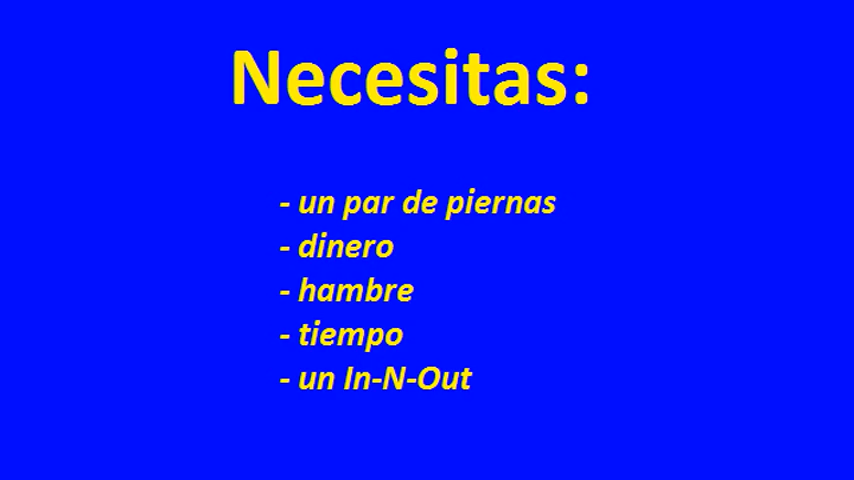 Necesitas:
- un par de piernas
- dinero
- hambre
- tiempo
- un In-N-Out